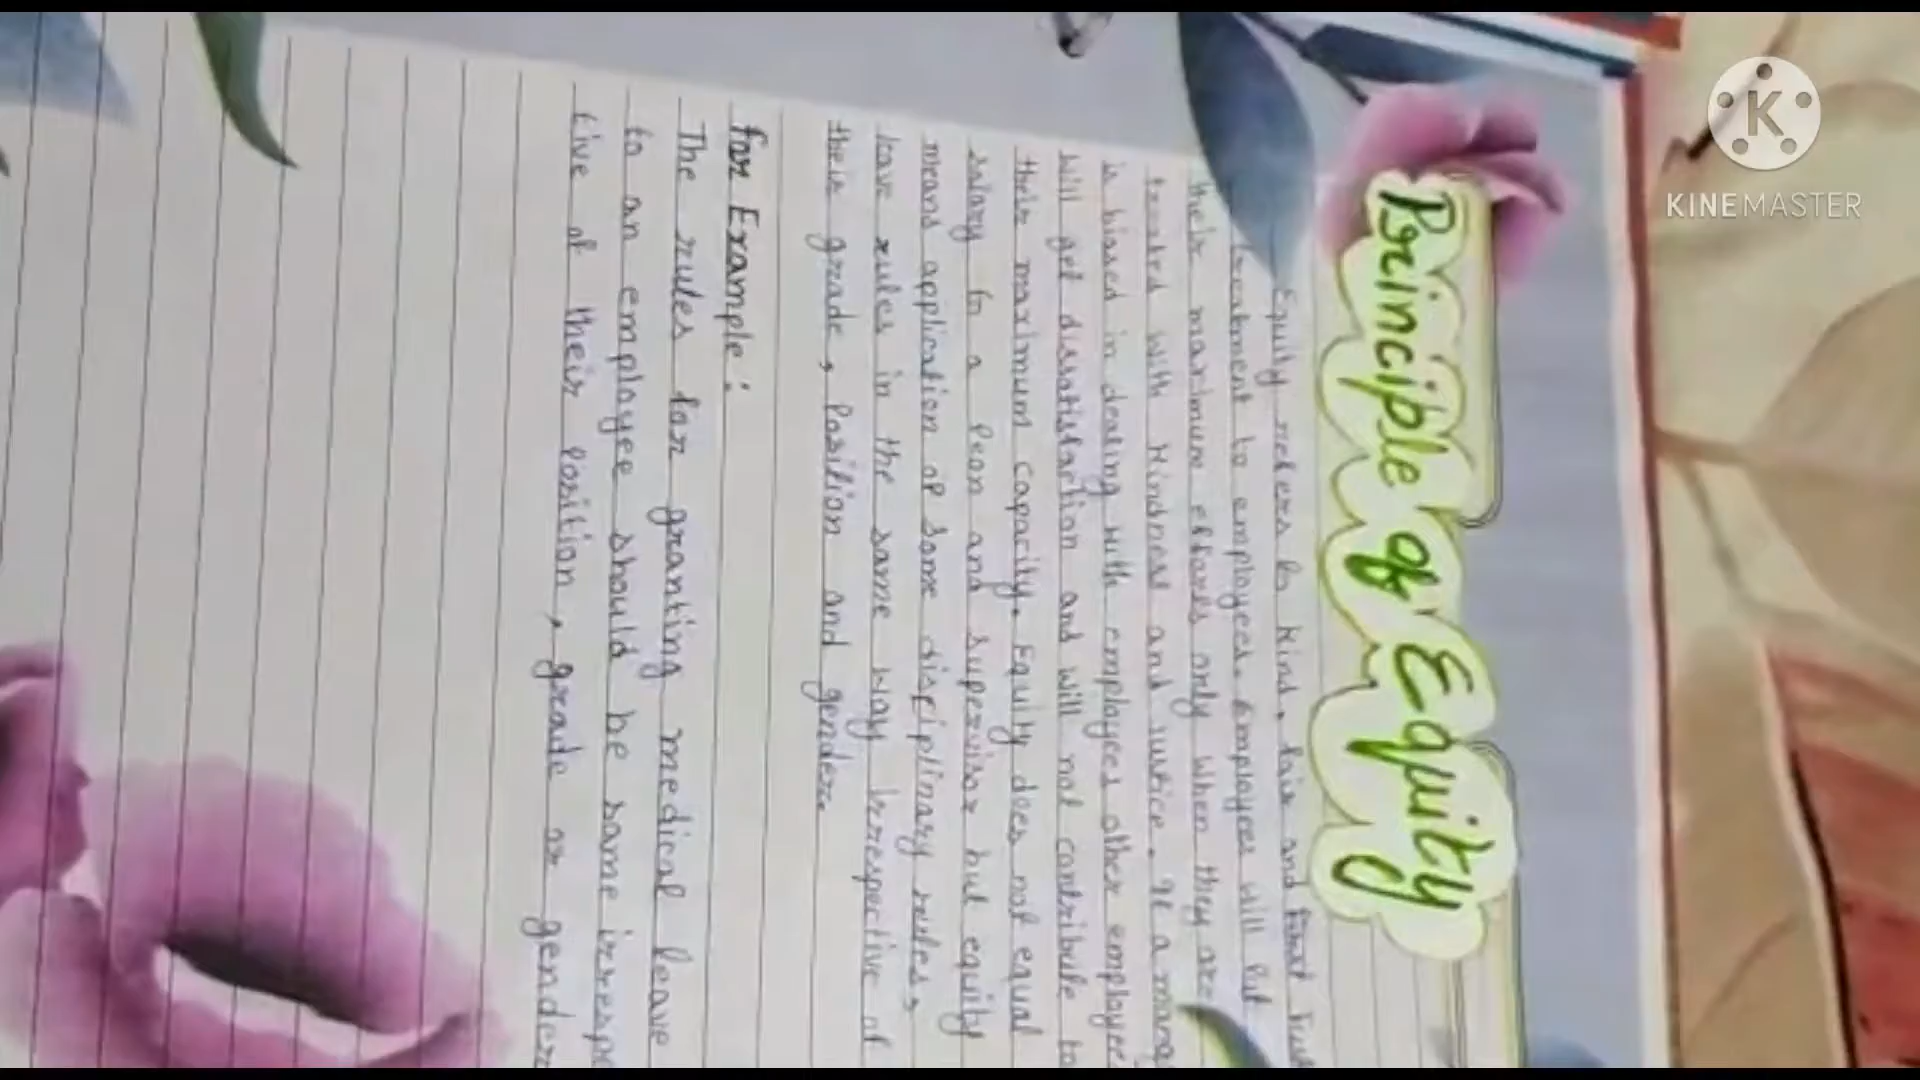 Principle of Equity
Equity refers to kind, fair and
treatment to employees. Employees will
their maximum efforts only when they are
treated with kindness and justice. If a
is biased in dealing with employees other employees
will get dissatisfaction and will not contribute to
their maximum capacity. Equity does not equal
salary to a Peon and supervisor but equity
means application of same disciplinary rules,
leave rules in the same way irrespective of
their grade, Position and gender.
for Example:
The rules for granting medical leave
to an employee should be same irrespe
tive of their Position, grade or gender
KINEMASTER